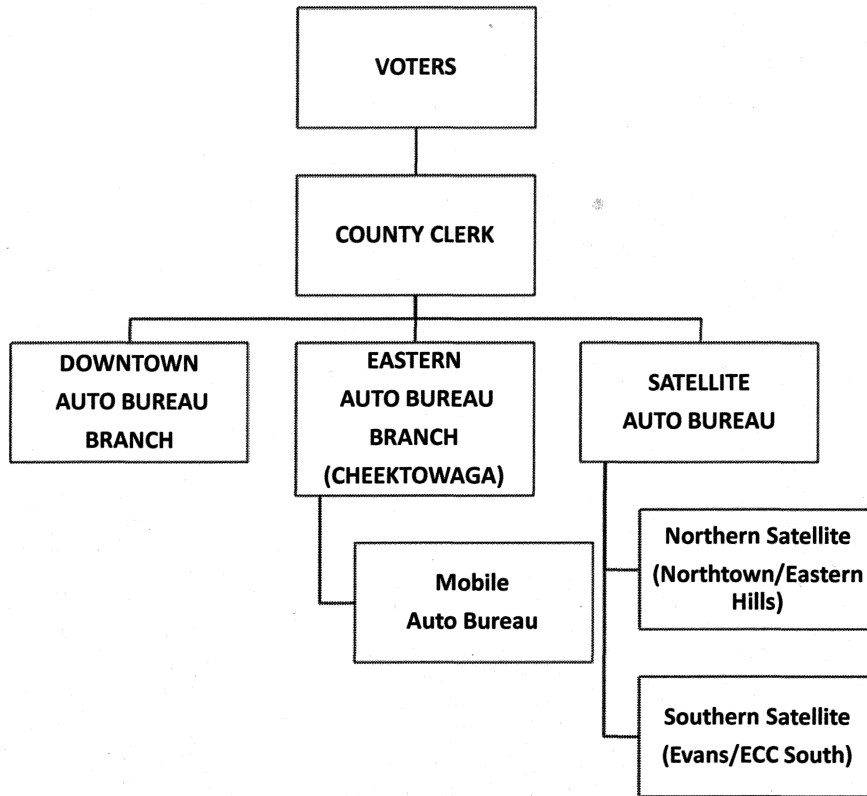 VOTERS
COUNTY CLERK
DOWNTOWN
AUTO BUREAU
BRANCH
EASTERN
AUTO BUREAU
BRANCH
(CHEEKTOWAGA)
Mobile
Auto Bureau
SATELLITE
AUTO BUREAU
Northern Satellite
(Northtown/Eastern
Hills)
Southern Satellite
(Evans/ECC South)